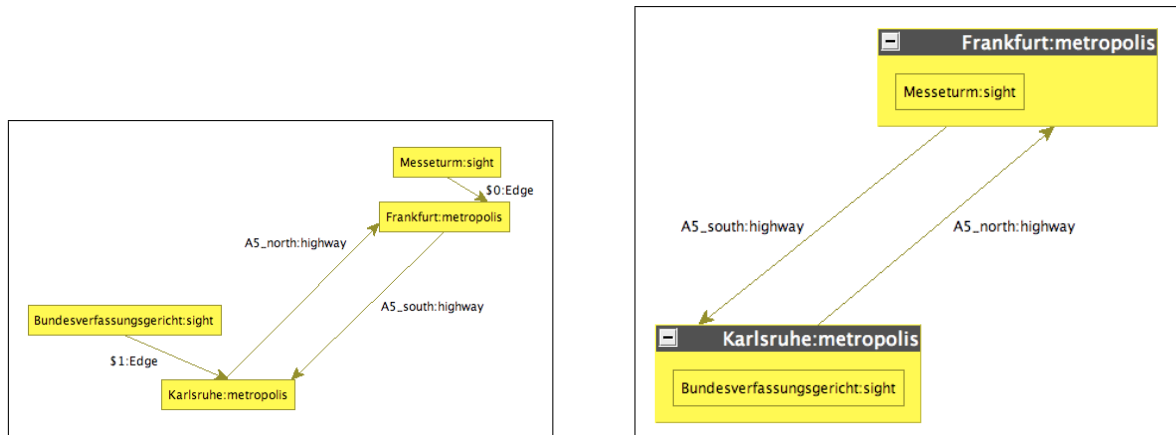 Messeturm:sight
$0:Edge
Frankfurt:metropolis
A5_north:highway
A5_south:highway
Bundesverfassungsgericht:sight
$1:Edge
Karlsruhe:metropolis
Frankfurt:metropolis
Messeturm:sight
A5_south:highway
A5_north:highway
Karlsruhe:metropolis
Bundesverfassungsgericht:sight